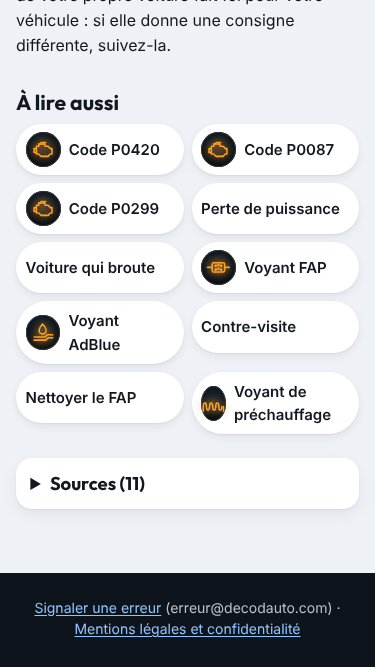 véhicule : si elle donne une consigne
différente, suivez-la.
À lire aussi
Code P0420
Code P0087
Code P0299
Perte de puissance
Voiture qui broute
Voyant FAP
Voyant
AdBlue
Contre-visite
Nettoyer le FAP
Voyant de
préchauffage
Sources (11)
Signaler une erreur (erreur@decodauto.com) ·
Mentions légales et confidentialité